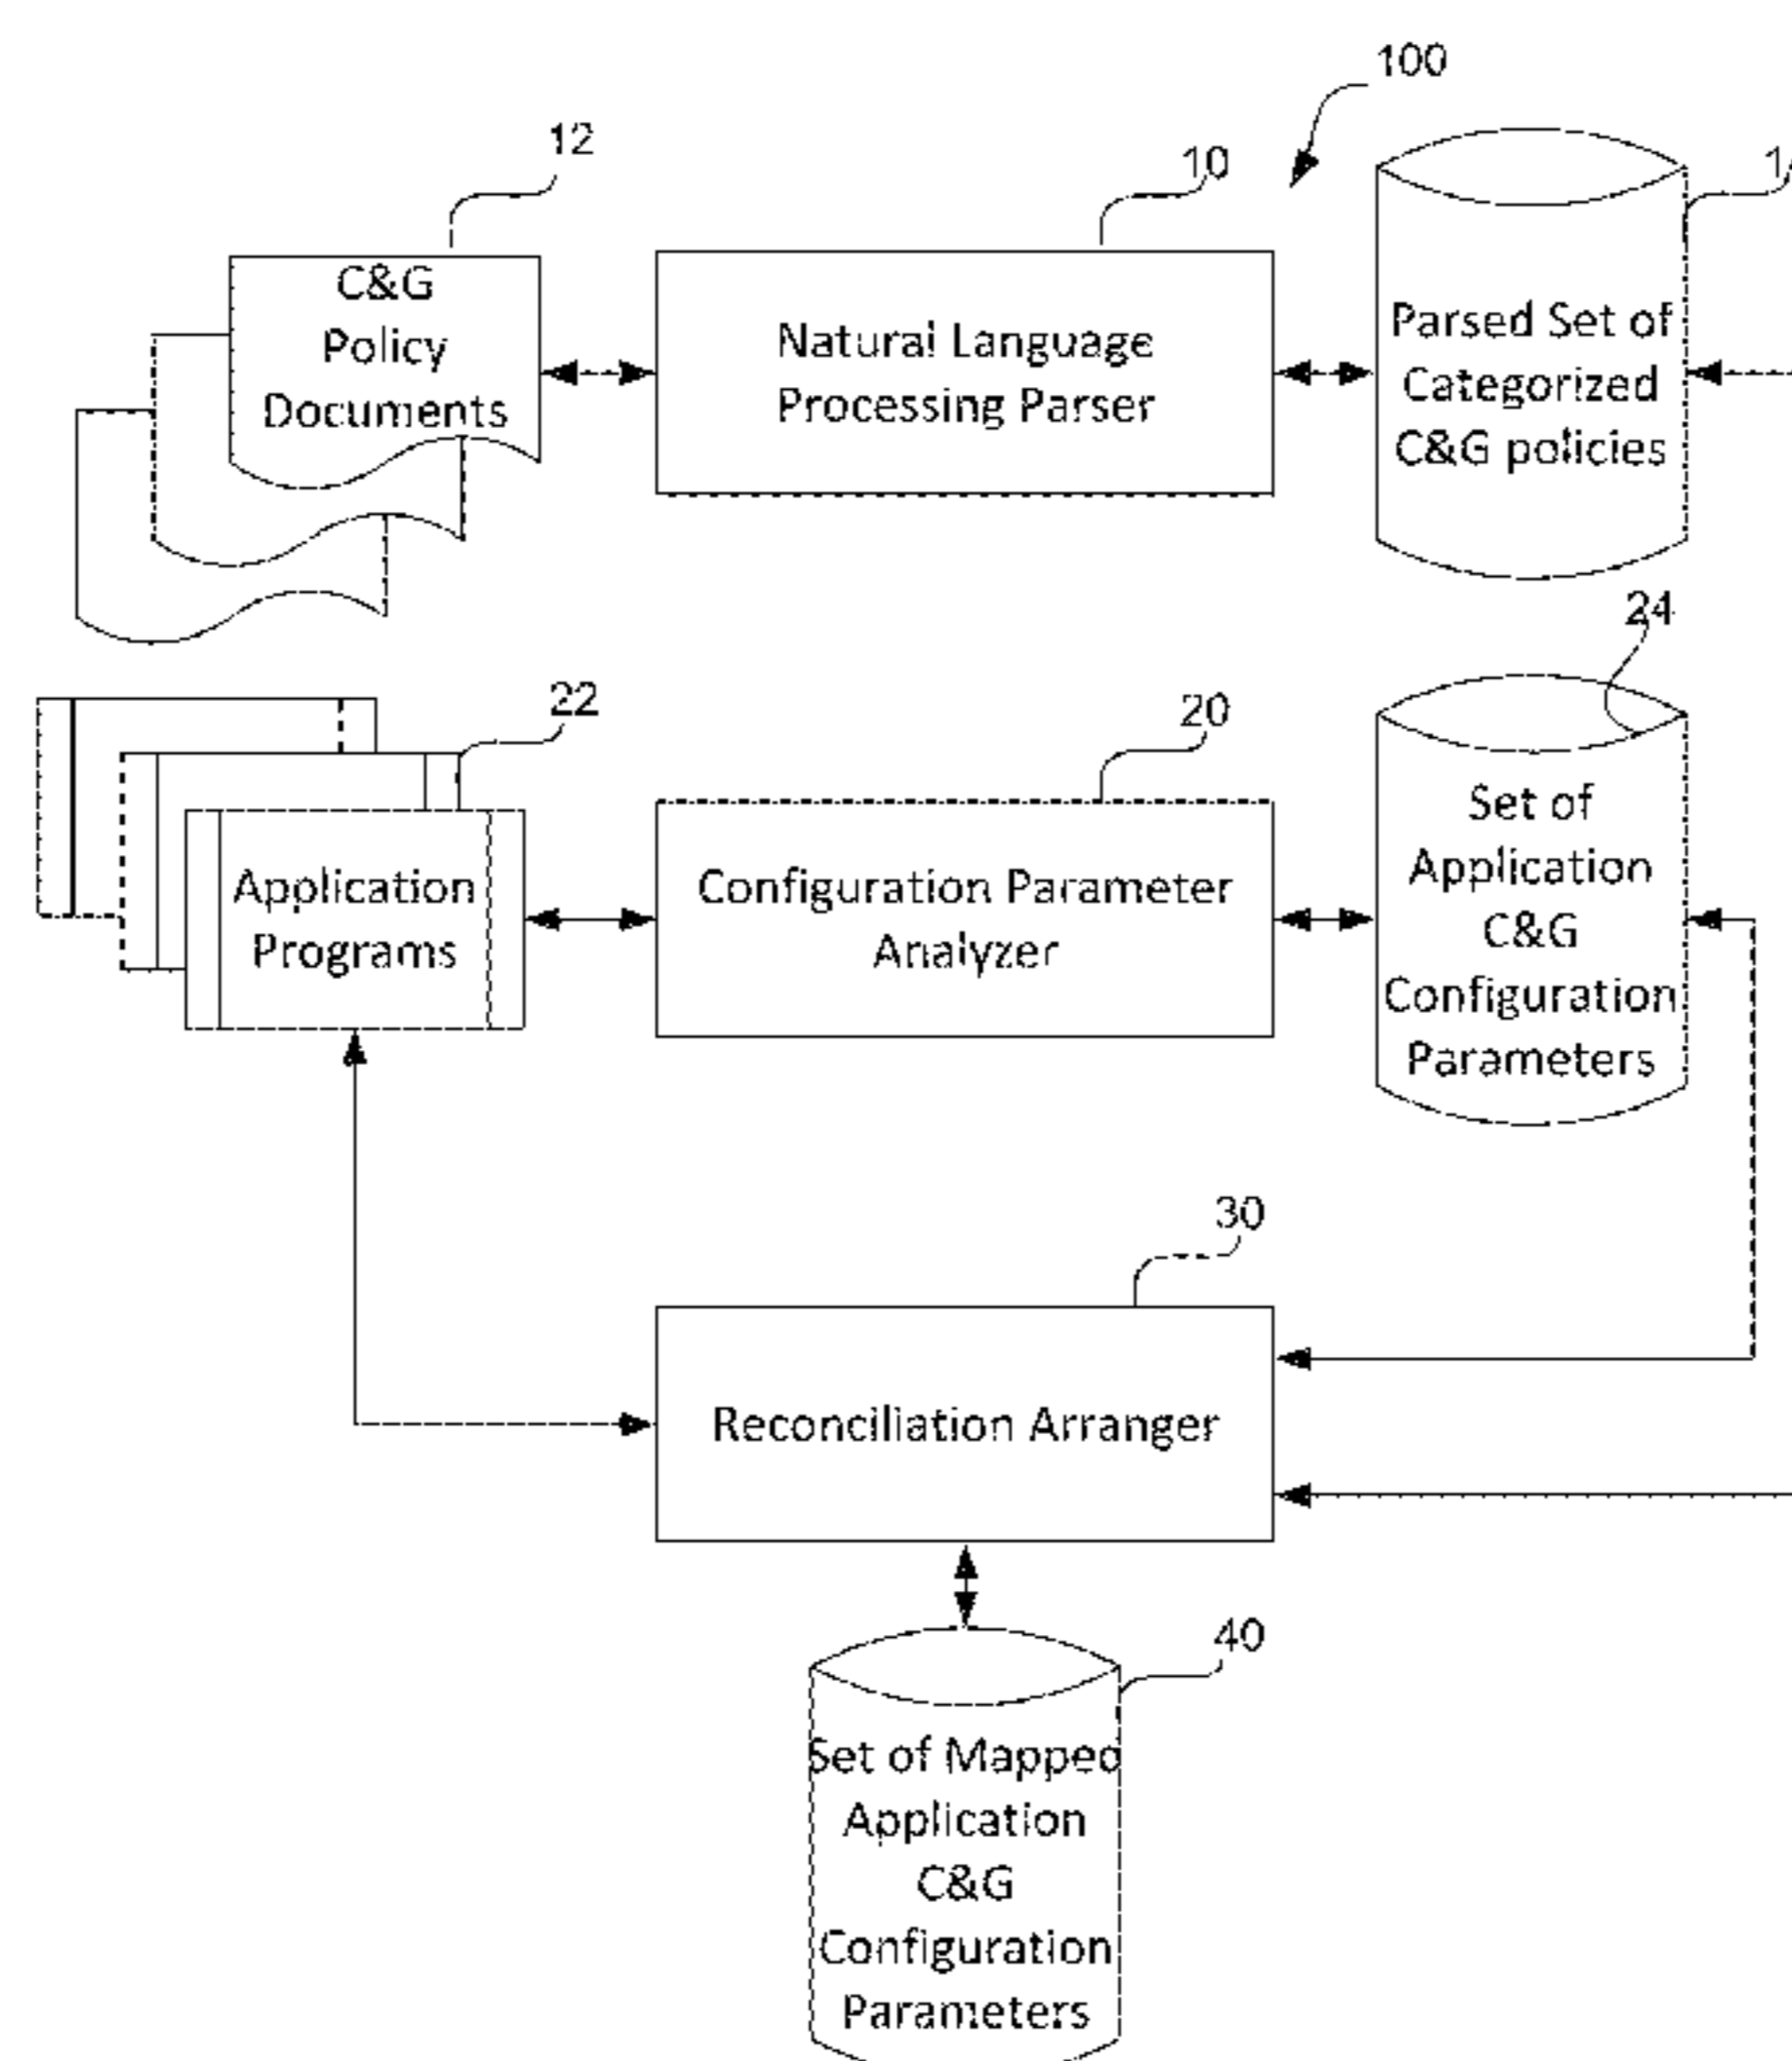 100
12
10
C&G
Policy
Documents
Natural Language
Processing Parser
Parsed Set of
Categorized
C&G policies
24
22
20
Application
Programs
Configuration Parameter
Analyzer
Set of
Application
C&G
Configuration
Parameters
30
Reconciliation Arranger
40
Set of Mapped
Application
C&G
Configuration
Parameters